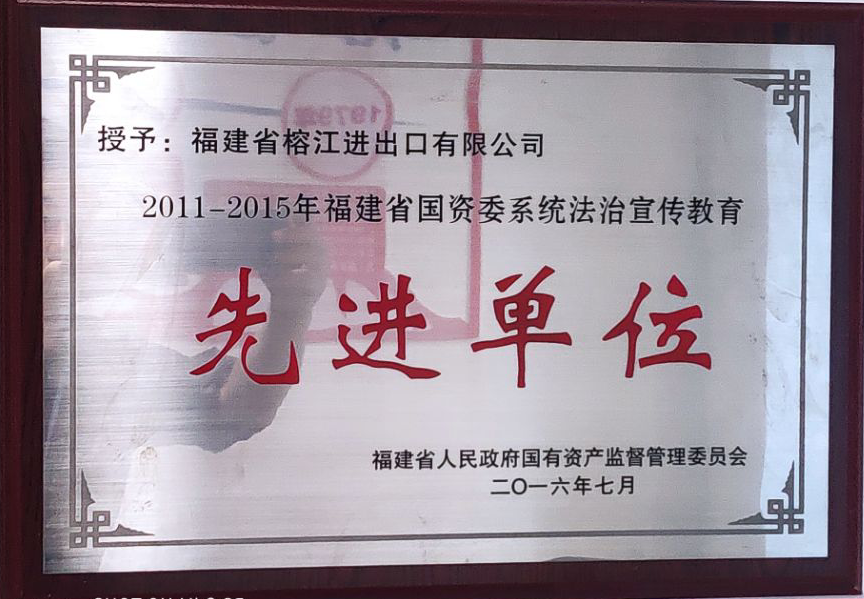 授予：福建省榕江进出口有限公司
2011-2015年福建省国资委系统法治宣传教育
先进单位
福建省人民政府国有资产监督管理委员会
二〇一六年七月